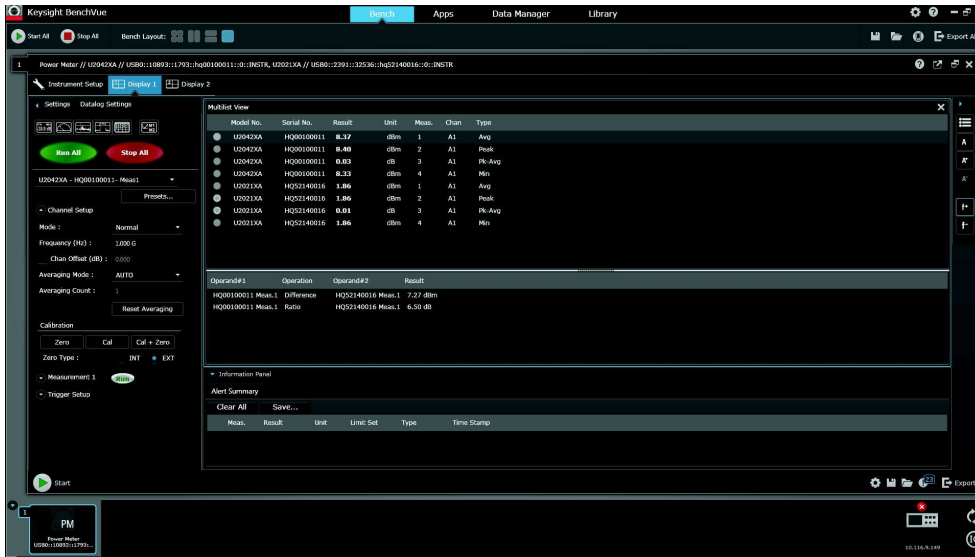 Keysight BenchVue
Bench Apps Data Manager Library
Start All Stop All Bench Layout: Export Al
1 Power Meter // U2042XA // USB0::10893::1793::hq00100011::0::INSTR, U2021XA // USB0::2391::32536::hq52140016::0::INSTR
Instrument Setup Display 1 Display 2
Settings Datalog Settings
Run All Stop All
U2042XA - HQ00100011- Meas1
Presets...
Channel Setup
Mode : Normal
Frequency (Hz) : 1.000 G
Chan Offset (dB) : 0.000
Averaging Mode : AUTO
Averaging Count : 1
Reset Averaging
Calibration
Zero Cal Cal + Zero
Zero Type : INT EXT
Measurement 1 Run
Trigger Setup
Multilist View
Model No. Serial No. Result Unit Meas. Chan Type
U2042XA HQ00100011 8.37 dBm 1 A1 Avg
U2042XA HQ00100011 8.40 dBm 2 A1 Peak
U2042XA HQ00100011 0.03 dB 3 A1 Pk-Avg
U2042XA HQ00100011 8.33 dBm 4 A1 Min
U2021XA HQ52140016 1.86 dBm 1 A1 Avg
U2021XA HQ52140016 1.86 dBm 2 A1 Peak
U2021XA HQ52140016 0.01 dB 3 A1 Pk-Avg
U2021XA HQ52140016 1.86 dBm 4 A1 Min
Operand#1 Operation Operand#2 Result
HQ00100011 Meas.1 Difference HQ52140016 Meas.1 7.27 dBm
HQ00100011 Meas.1 Ratio HQ52140016 Meas.1 6.50 dB
Information Panel
Alert Summary
Clear All Save...
Meas. Result Unit Limit Set Type Time Stamp
Start 23 Export
1
PM
Power Meter
USB0::10893::1793:...
10.116.9.149